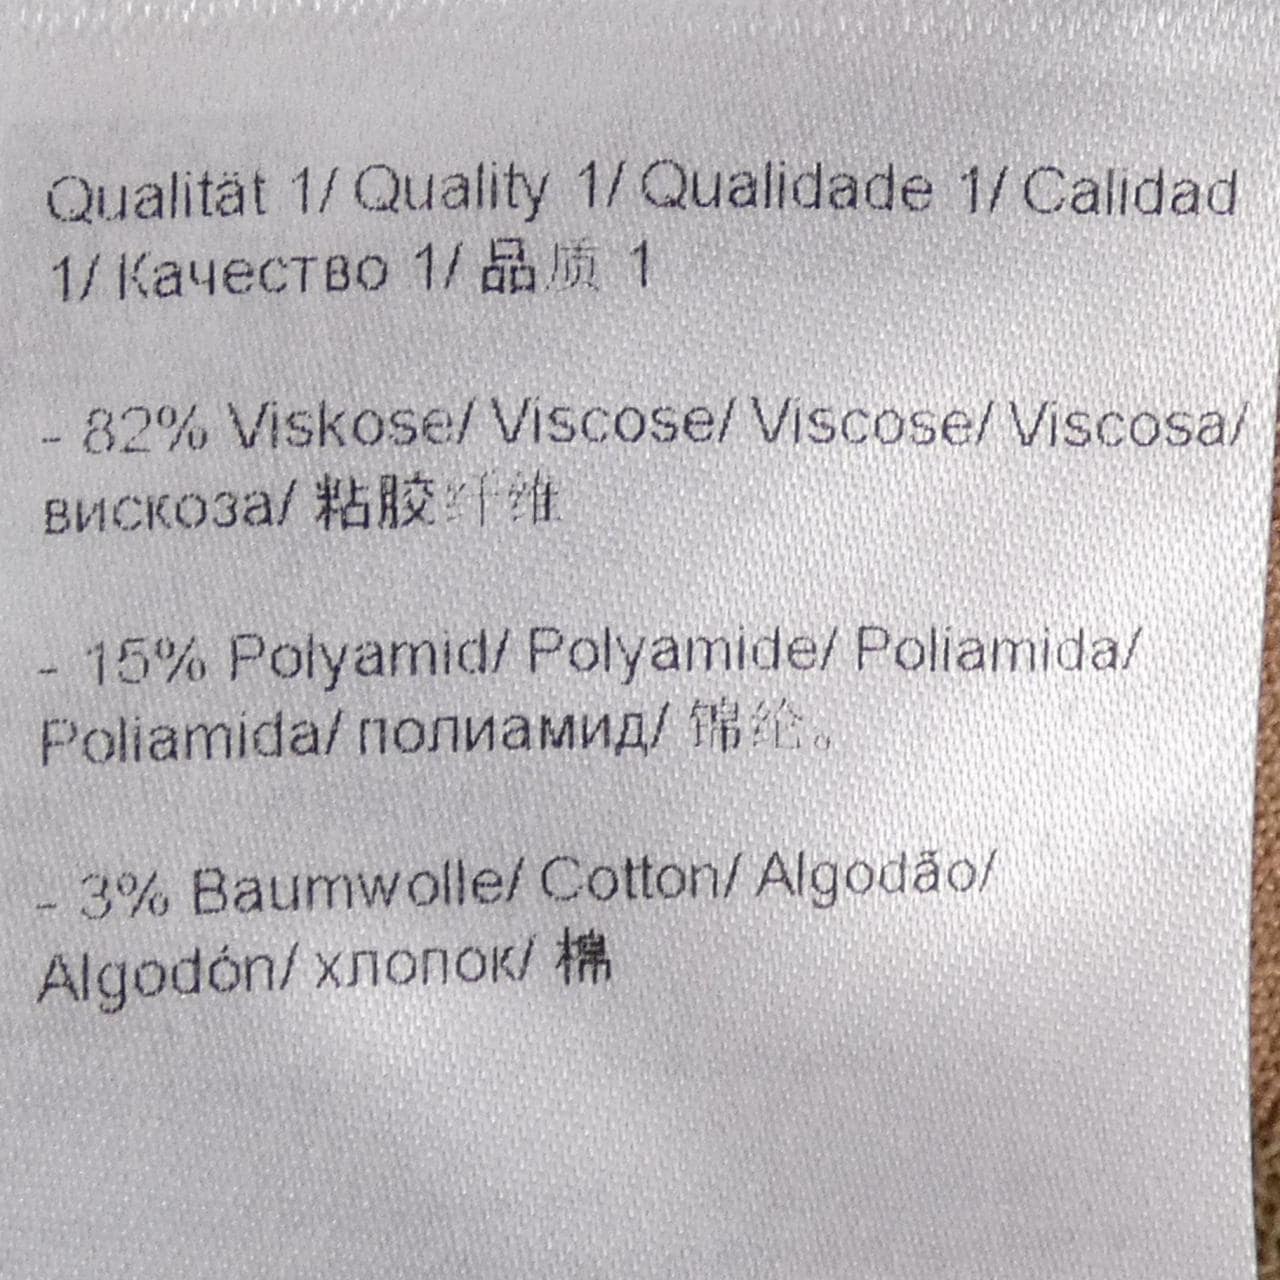 Qualität 1/ Quality 1/ Qualidade 1/ Calidad
1/ Качество 1/ 品质 1
- 82% Viskose/ Viscose/ Viscose/ Viscosa/
вискоза/ 粘胶纤维
- 15% Polyamid/ Polyamide/ Poliamida/
Poliamida/ полиамид/ 锦纶。
- 3% Baumwolle/ Cotton/ Algodão/
Algodón/ хлопок/ 棉